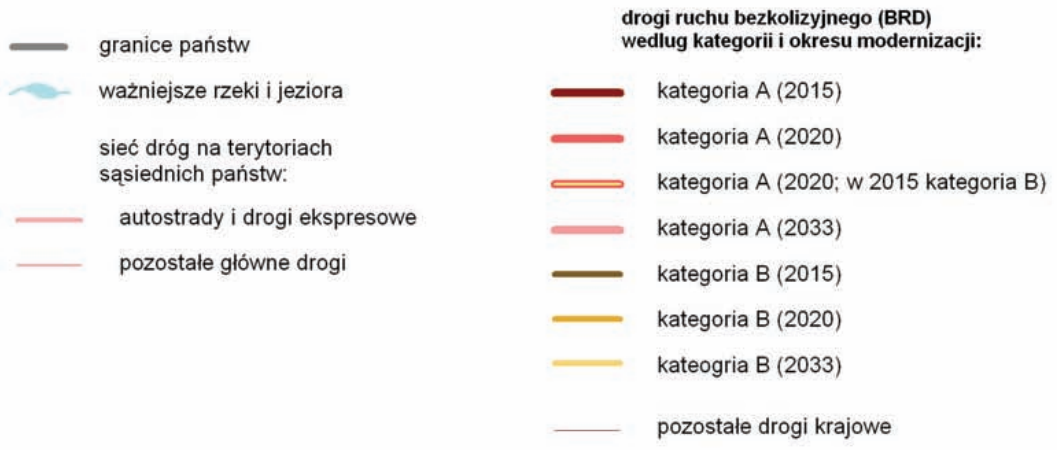 granice państw
ważniejsze rzeki i jeziora
sieć dróg na terytoriach
sąsiednich państw:
autostrady i drogi ekspresowe
pozostałe główne drogi
drogi ruchu bezkolizyjnego (BRD)
według kategorii i okresu modernizacji:
kategoria A (2015)
kategoria A (2020)
kategoria A (2020; w 2015 kategoria B)
kategoria A (2033)
kategoria B (2015)
kategoria B (2020)
kateogria B (2033)
pozostałe drogi krajowe